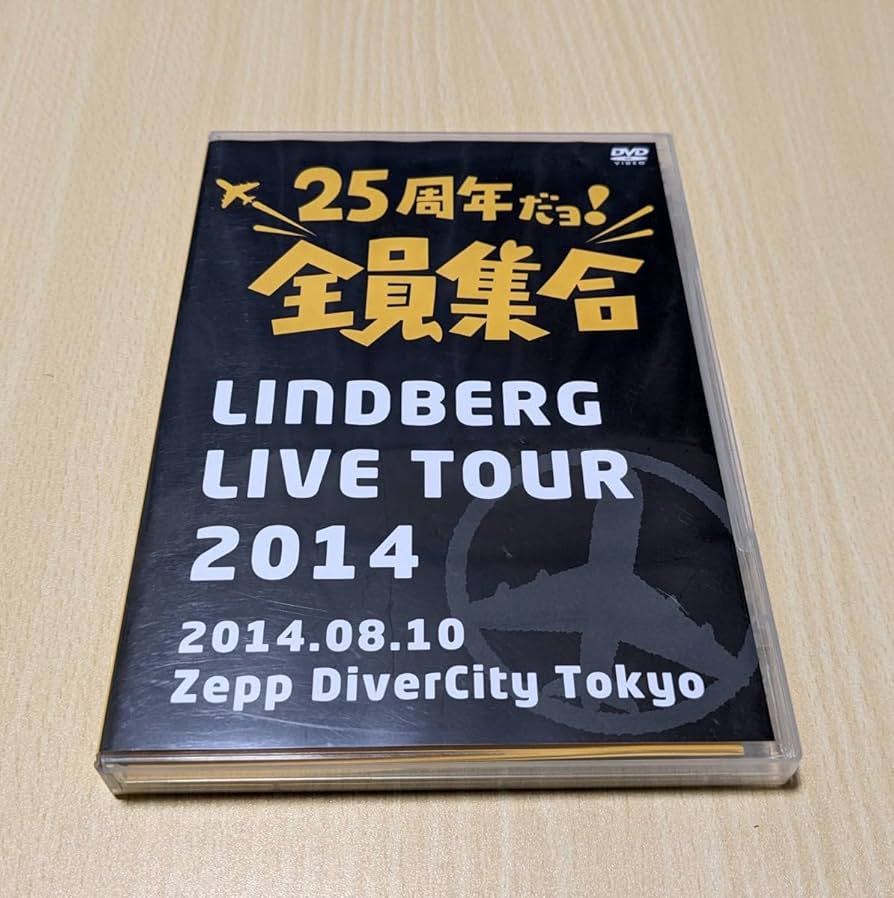 DVD
VIDEO
25周年だョ!
全員集合
LINDBERG
LIVE TOUR
2014
2014.08.10
Zepp DiverCity Tokyo